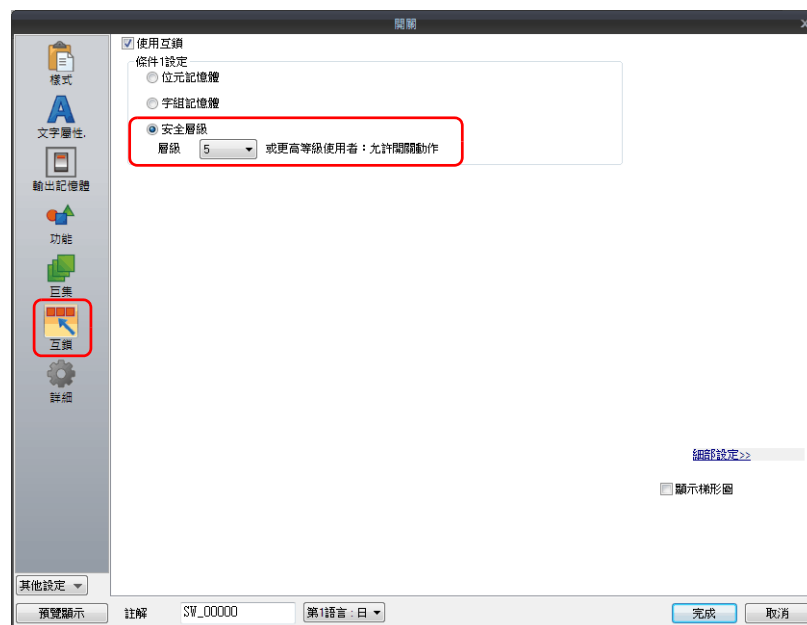 開關
樣式
文字屬性.
輸出記憶體
功能
巨集
互鎖
詳細
其他設定
使用互鎖
條件1設定
位元記憶體
字組記憶體
安全層級
層級 5 或更高等級使用者：允許開關動作
細部設定>>
顯示梯形圖
預覽顯示 註解 SW_00000 第1語言：日 完成 取消